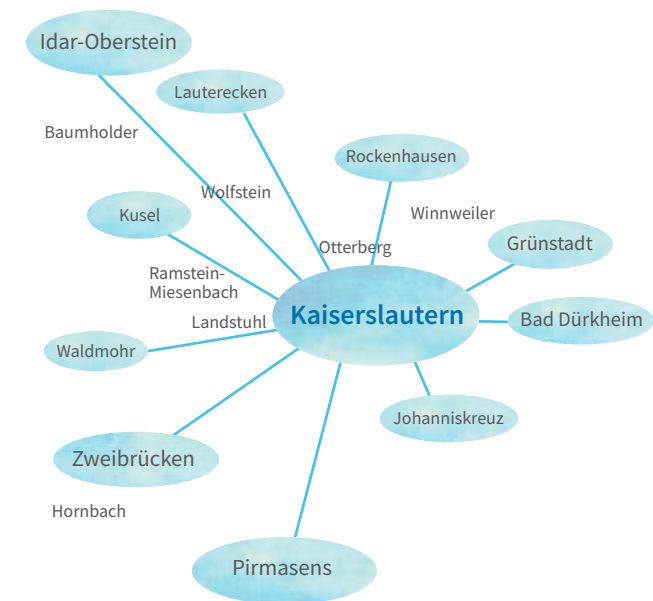 Idar-Oberstein
Lauterecken
Baumholder
Rockenhausen
Wolfstein
Kusel
Winnweiler
Otterberg
Grünstadt
Ramstein-
Miesenbach
Landstuhl
Kaiserslautern
Bad Dürkheim
Waldmohr
Johanniskreuz
Zweibrücken
Hornbach
Pirmasens